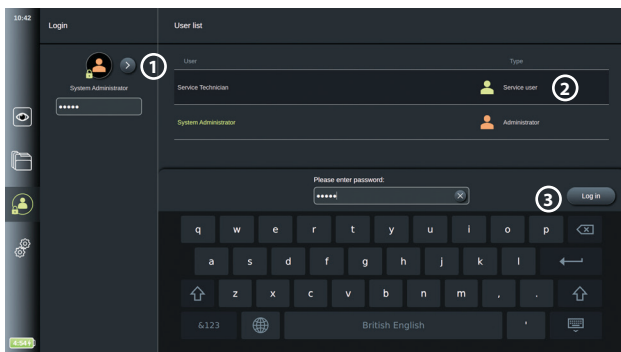 10:42
Login
User list
1
User
Type
System Administrator
Service Technician
Service user
2
•••••
System Administrator
Administrator
Please enter password:
•••••
3
Log in
q w e r t y u i o p
a s d f g h j k l
z x c v b n m , .
&123
British English
'
4:54